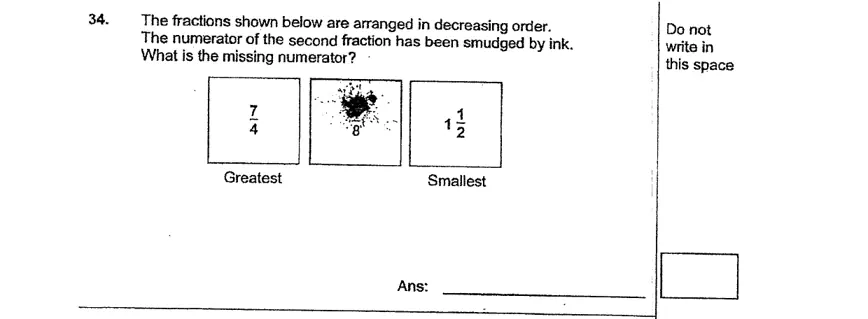 34. The fractions shown below are arranged in decreasing order.
The numerator of the second fraction has been smudged by ink.
What is the missing numerator?
Do not
write in
this space
7
4
8
1 1
2
Greatest
Smallest
Ans: